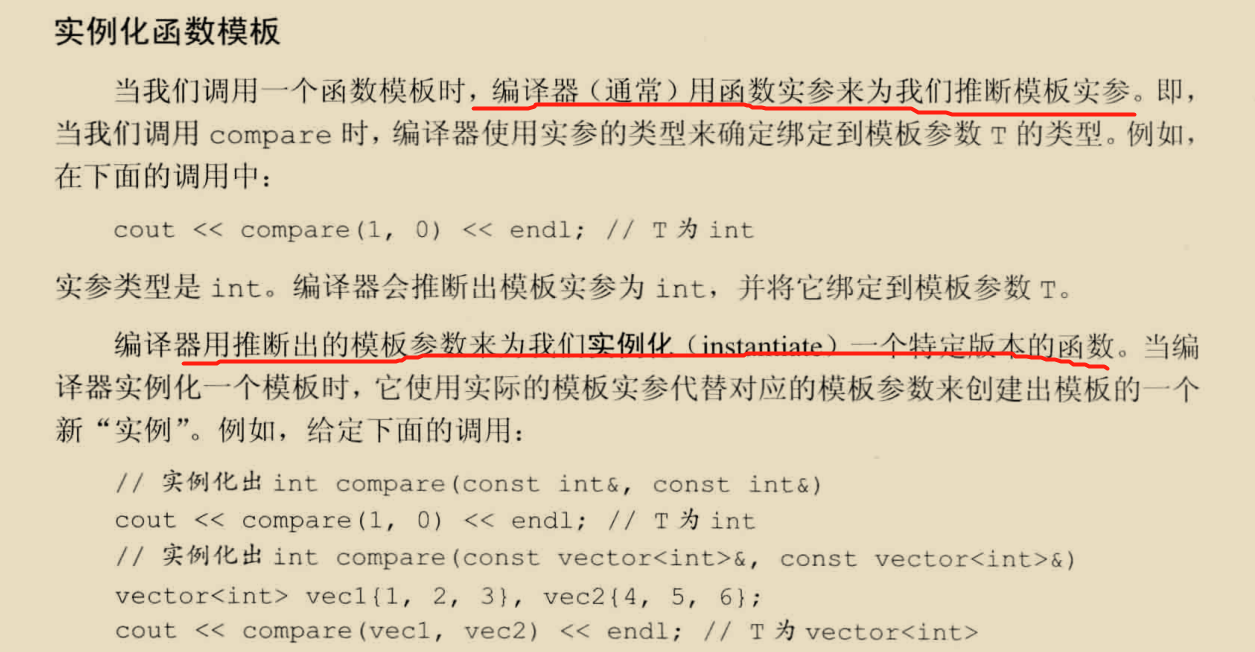 实例化函数模板
当我们调用一个函数模板时，编译器（通常）用函数实参来为我们推断模板实参。即，
当我们调用 compare 时，编译器使用实参的类型来确定绑定到模板参数 T 的类型。例如，
在下面的调用中：
cout << compare(1, 0) << endl; // T 为 int
实参类型是 int。编译器会推断出模板实参为 int，并将它绑定到模板参数 T。
编译器用推断出的模板参数来为我们实例化（instantiate）一个特定版本的函数。当编
译器实例化一个模板时，它使用实际的模板实参代替对应的模板参数来创建出模板的一个
新“实例”。例如，给定下面的调用：
// 实例化出 int compare(const int&, const int&)
cout << compare(1, 0) << endl; // T 为 int
// 实例化出 int compare(const vector<int>&, const vector<int>&)
vector<int> vec1{1, 2, 3}, vec2{4, 5, 6};
cout << compare(vec1, vec2) << endl; // T 为 vector<int>